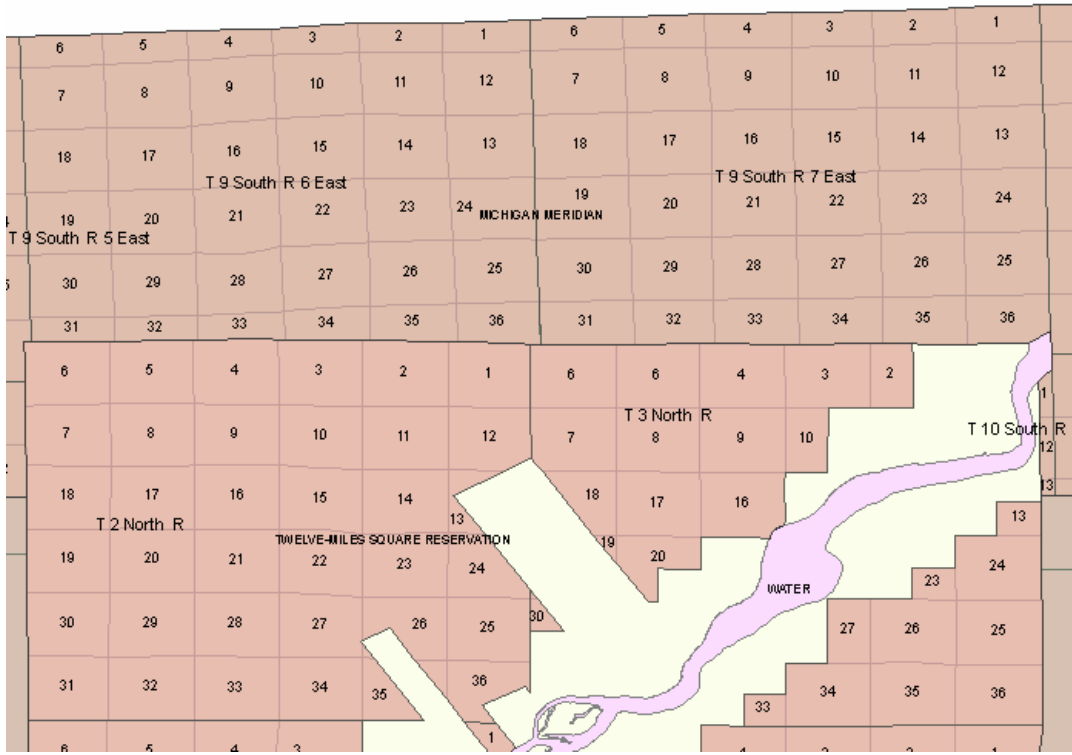 6 5 4 3 2 1 6 5 4 3 2 1
7 8 9 10 11 12 7 8 9 10 11 12
18 17 16 15 14 13 18 17 16 15 14 13
T 9 South R 6 East T 9 South R 7 East
19 20 21 22 23 24 19 20 21 22 23 24
MICHIGAN MERIDIAN
T 9 South R 5 East
30 29 28 27 26 25 30 29 28 27 26 25
31 32 33 34 35 36 31 32 33 34 35 36
6 5 4 3 2 1 6 6 4 3 2
1
T 3 North R
T 10 South R
7 8 9 10 11 12 7 8 9 10
12
18 17 16 15 14 13 18 17 16
13
13
T 2 North R
TWELVE-MILES SQUARE RESERVATION
19 20 21 22 23 24 19 20
24
23
WATER
30 29 28 27 26 25 30
27 26 25
31 32 33 34 35 36
34 35 36
33
1
6 5 4 3